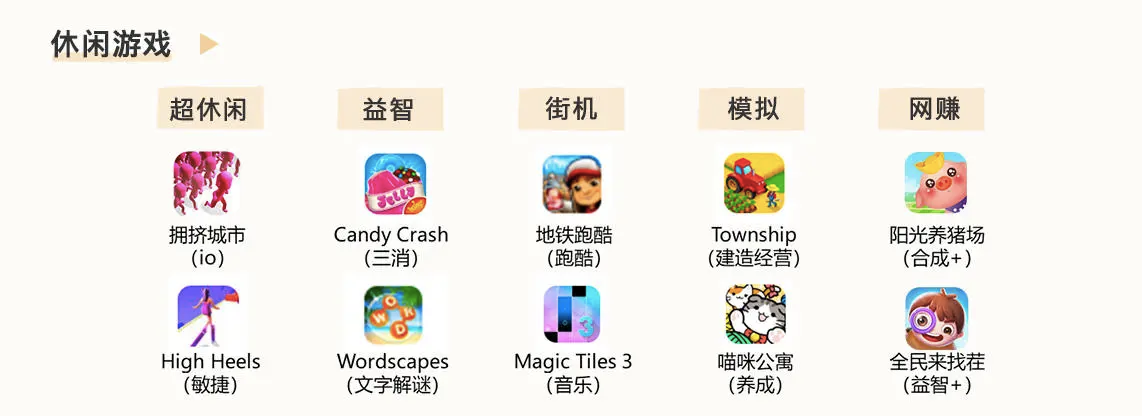 休闲游戏
超休闲 益智 街机 模拟 网赚
拥挤城市 Candy Crash 地铁跑酷 Township 阳光养猪场
（io） （三消） （跑酷） （建造经营） （合成+）
High Heels Wordscapes Magic Tiles 3 喵咪公寓 全民来找茬
（敏捷） （文字解谜） （音乐） （养成） （益智+）
Jelly
WORD
3